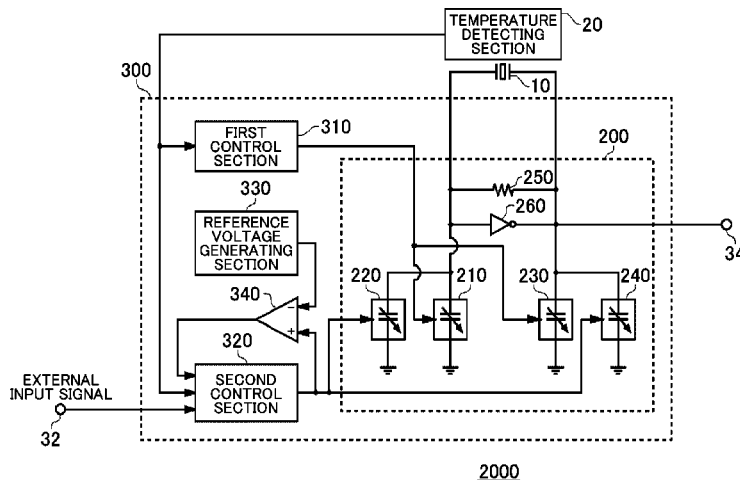 TEMPERATURE
DETECTING
SECTION
20
10
300
FIRST
CONTROL
SECTION
310
200
250
260
330
REFERENCE
VOLTAGE
GENERATING
SECTION
34
220
210
230
240
340
−
+
320
SECOND
CONTROL
SECTION
EXTERNAL
INPUT SIGNAL
32
2000